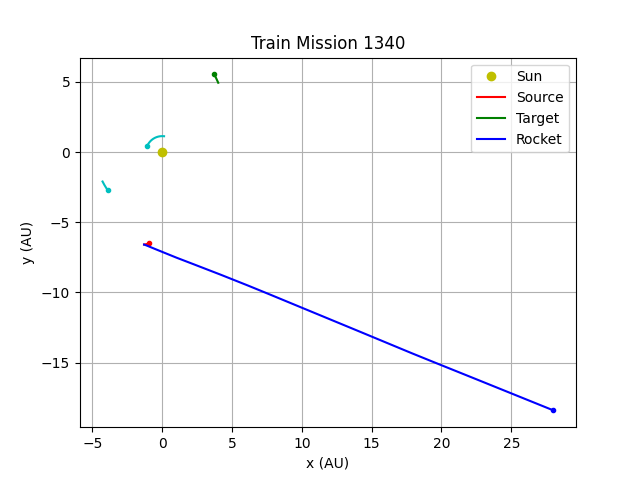 Train Mission 1340
Sun
Source
Target
Rocket
5
0
−5
−10
−15
y (AU)
−5
0
5
10
15
20
25
x (AU)